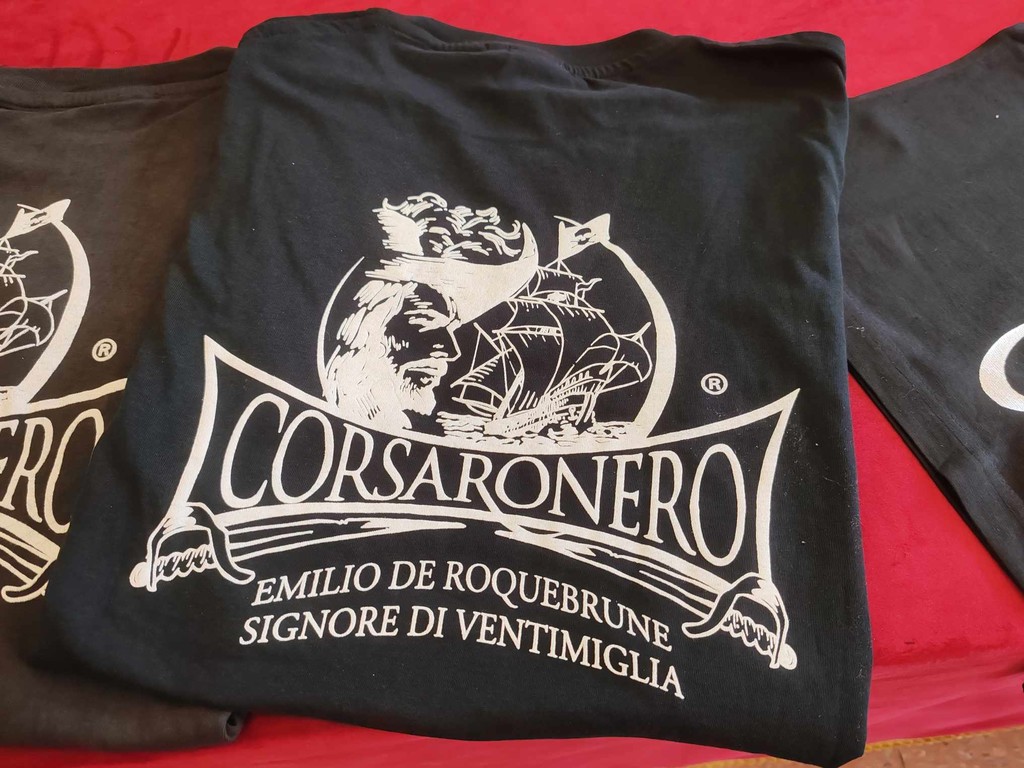 ®
CORSARONERO
EMILIO DE ROQUEBRUNE
SIGNORE DI VENTIMIGLIA
®